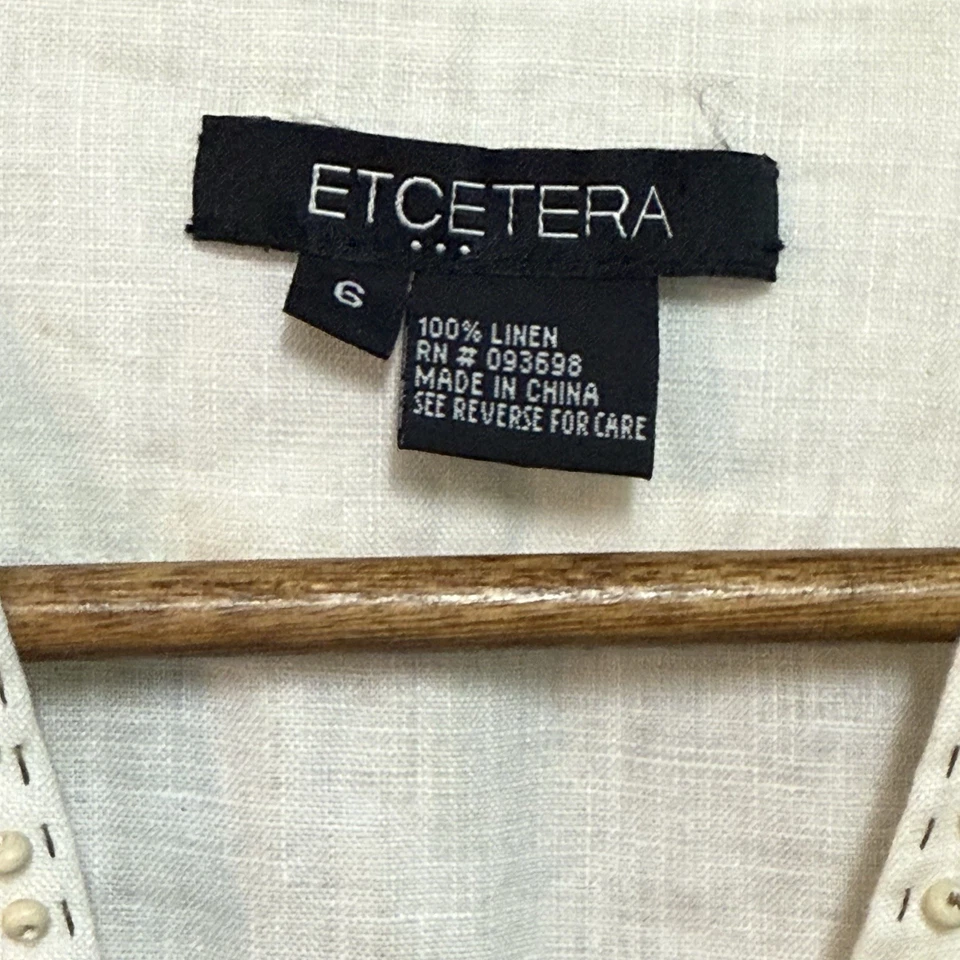 ETCETERA
...
6
100% LINEN
RN # 093698
MADE IN CHINA
SEE REVERSE FOR CARE